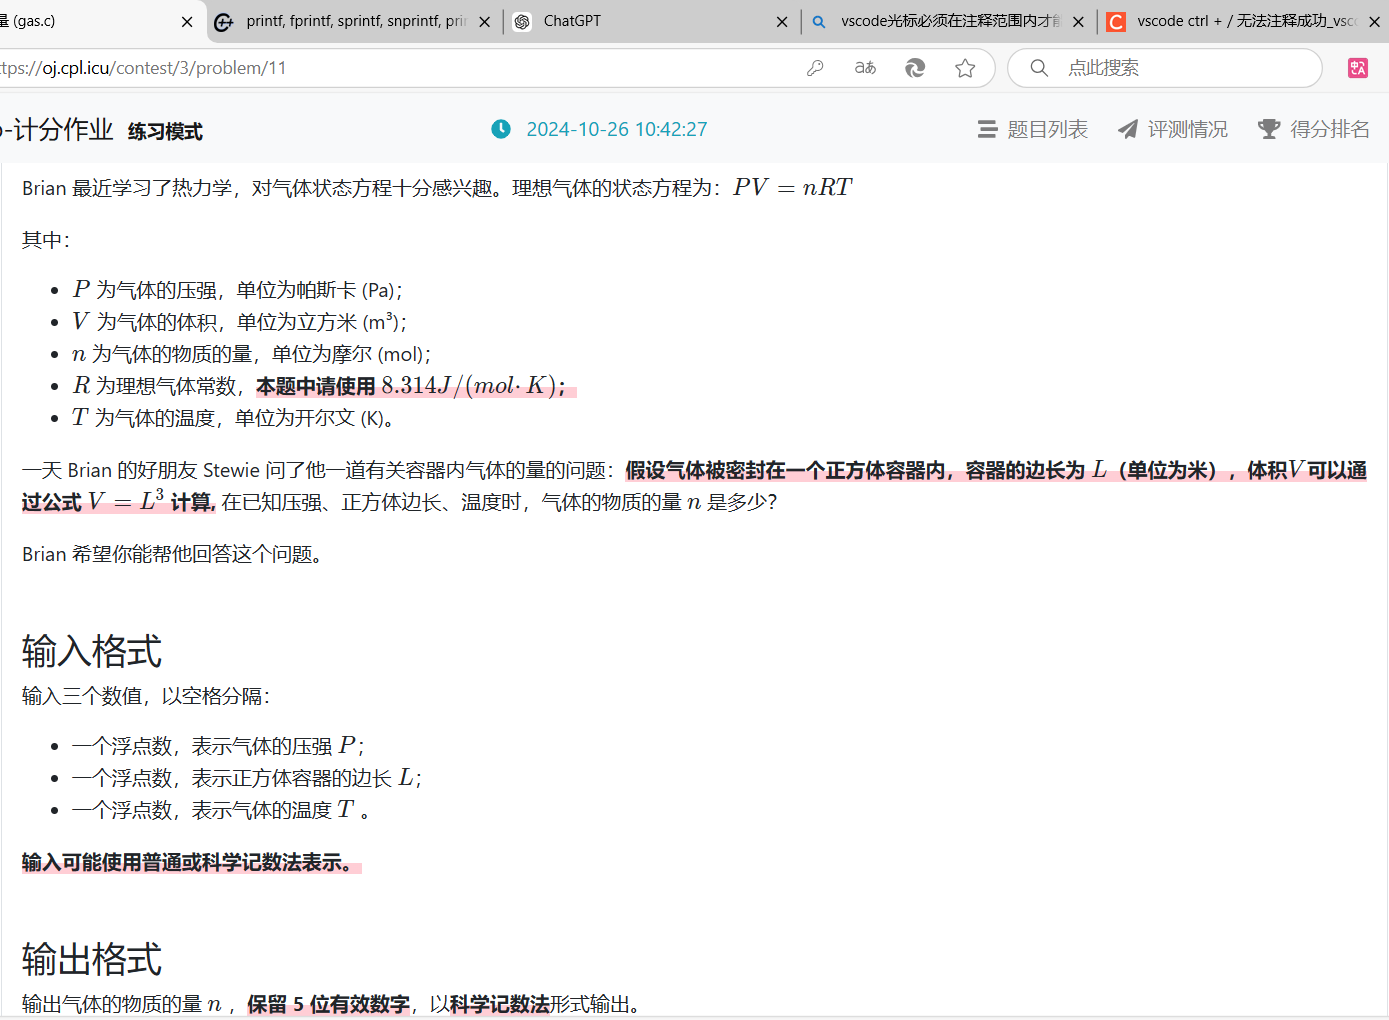 量 (gas.c)
printf, fprintf, sprintf, snprintf, prin
ChatGPT
vscode光标必须在注释范围内才能
vscode ctrl + / 无法注释成功_vsco
ttps://oj.cpl.icu/contest/3/problem/11
aあ
点此搜索
-计分作业 练习模式
2024-10-26 10:42:27
题目列表
评测情况
得分排名
Brian 最近学习了热力学，对气体状态方程十分感兴趣。理想气体的状态方程为：PV = nRT
其中：
• P 为气体的压强，单位为帕斯卡 (Pa)；
• V 为气体的体积，单位为立方米 (m³)；
• n 为气体的物质的量，单位为摩尔 (mol)；
• R 为理想气体常数，本题中请使用 8.314J/(mol· K)；
• T 为气体的温度，单位为开尔文 (K)。
一天 Brian 的好朋友 Stewie 问了他一道有关容器内气体的量的问题：假设气体被密封在一个正方体容器内，容器的边长为 L（单位为米），体积V 可以通
过公式 V = L³ 计算, 在已知压强、正方体边长、温度时，气体的物质的量 n 是多少？
Brian 希望你能帮他回答这个问题。
输入格式
输入三个数值，以空格分隔：
• 一个浮点数，表示气体的压强 P；
• 一个浮点数，表示正方体容器的边长 L；
• 一个浮点数，表示气体的温度 T 。
输入可能使用普通或科学记数法表示。
输出格式
输出气体的物质的量 n ，保留 5 位有效数字，以科学记数法形式输出。